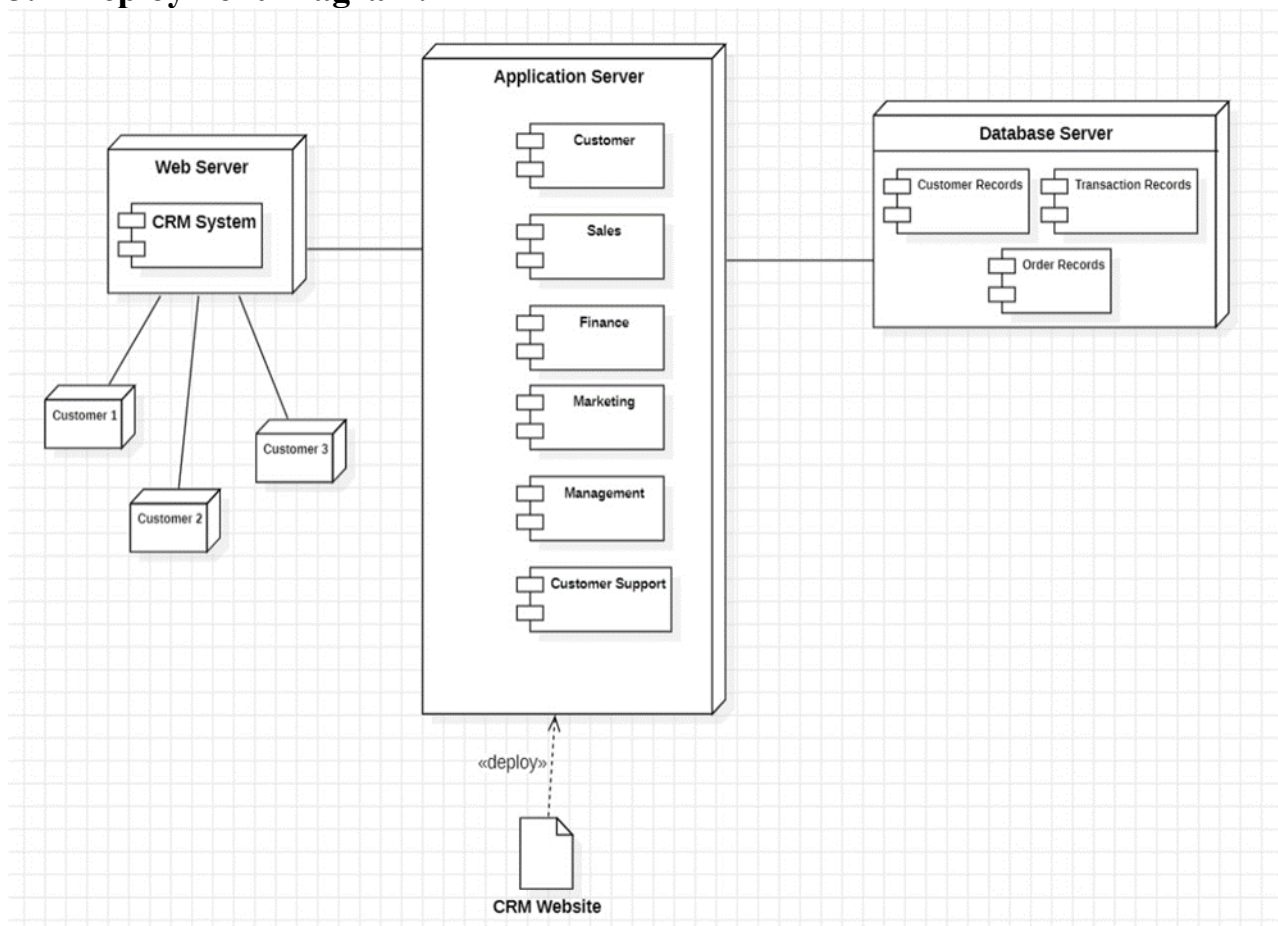 Application Server
Customer
Sales
Finance
Marketing
Management
Customer Support
Web Server
CRM System
Customer 1
Customer 2
Customer 3
Database Server
Customer Records
Transaction Records
Order Records
«deploy»
CRM Website